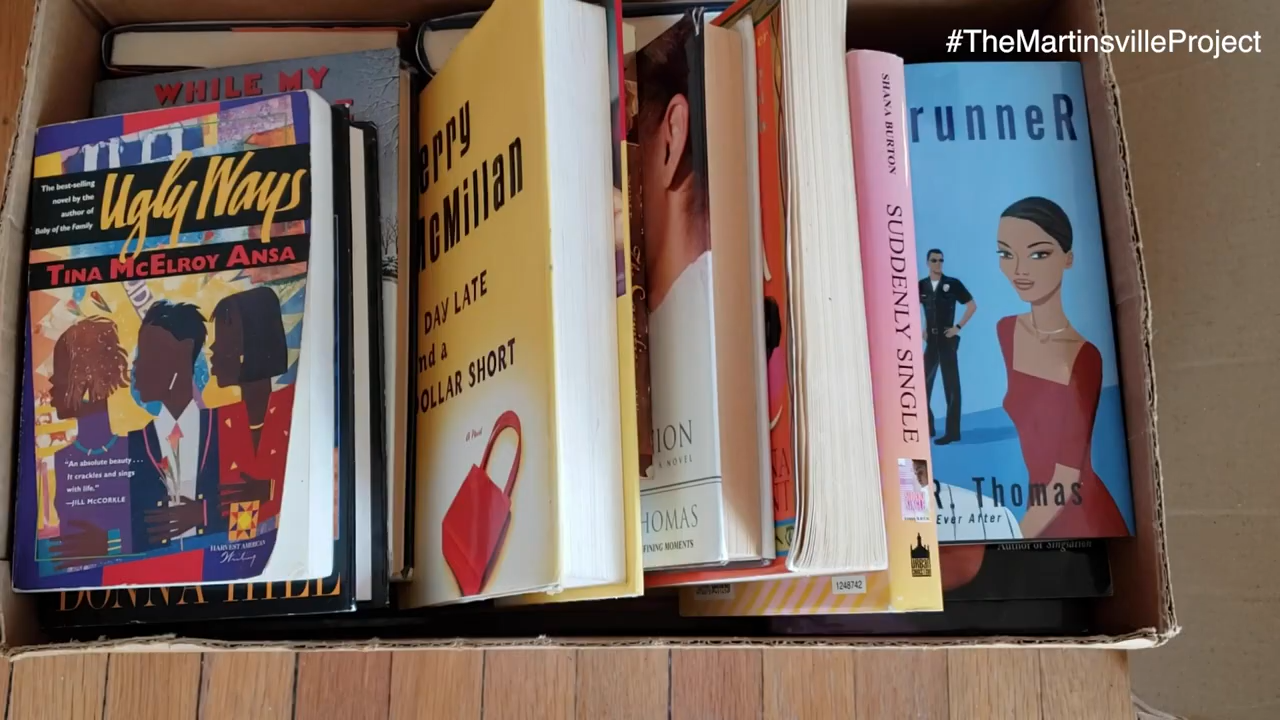 #TheMartinsvilleProject
WHILE MY
The best-selling
novel by the
author of
Baby of the Family
Ugly Ways
TINA MCELROY ANSA
"An absolute beauty...
It crackles and sings
with life."
—JILL MCCORKLE
HARVEST AMERICAN
Writing
DONNA HILL
erry
McMillan
DAY LATE
nd a
OLLAR SHORT
A Novel
ION
A NOVEL
HOMAS
FINING MOMENTS
1248742
SHANA BURTON
SUDDENLY SINGLE
runneR
R. Thomas
Ever After
Author of Singlation